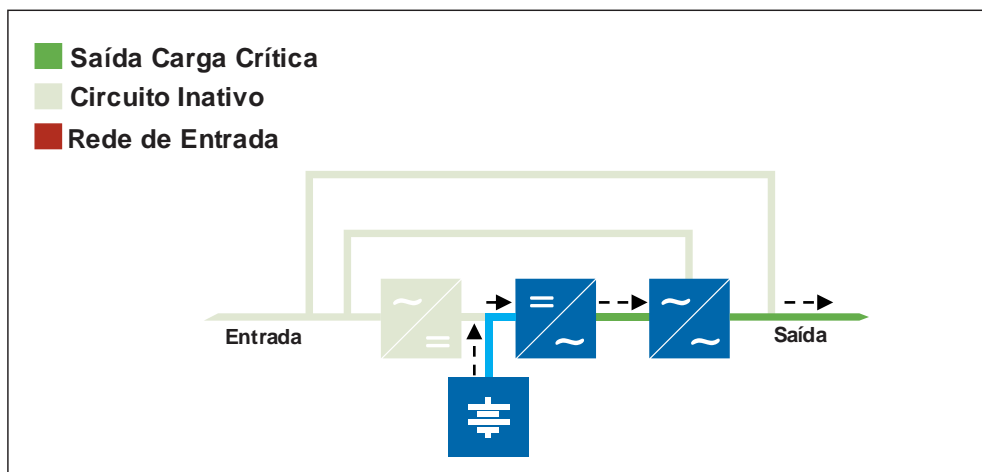 Saída Carga Crítica
Circuito Inativo
Rede de Entrada
Entrada
Saída